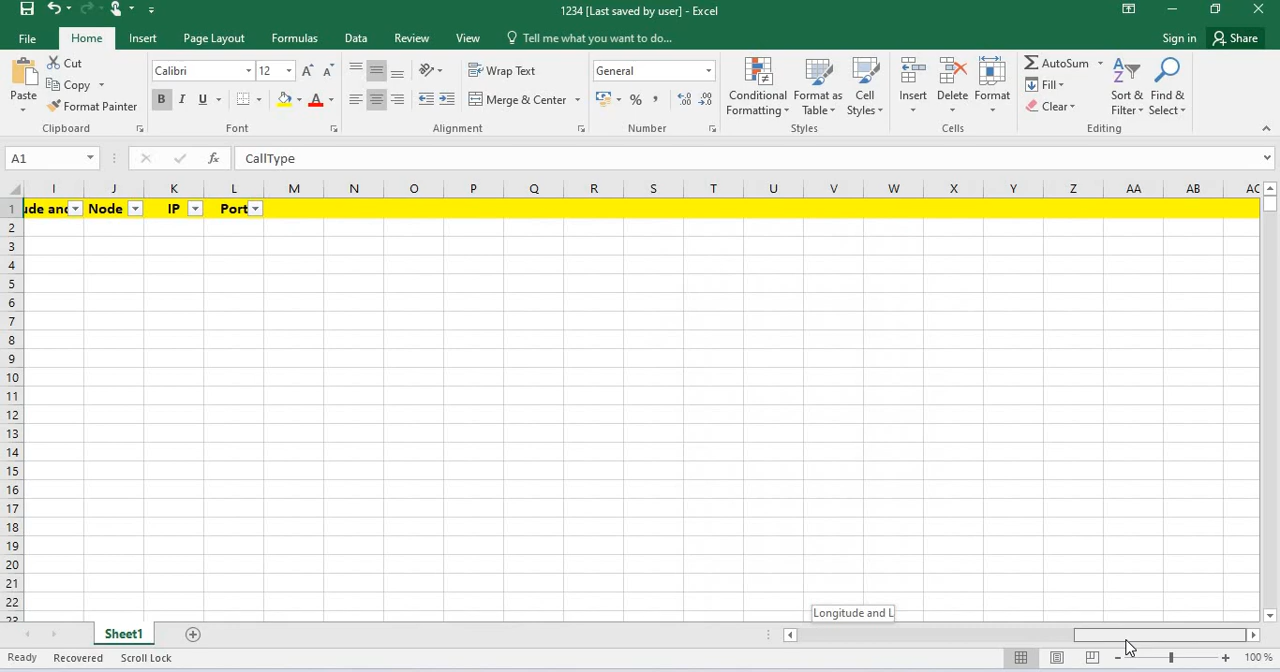 1234 [Last saved by user] - Excel
File Home Insert Page Layout Formulas Data Review View Tell me what you want to do... Sign in Share
Paste Cut Copy Format Painter Clipboard
Calibri 12 B I U A Font
Wrap Text Merge & Center Alignment
General % , Number
Conditional Formatting Format as Table Cell Styles Styles
Insert Delete Format Cells
AutoSum Fill Clear Sort & Filter Find & Select Editing
A1 fx CallType
I J K L M N O P Q R S T U V W X Y Z AA AB AC
1 ude and Node IP Port
2
3
4
5
6
7
8
9
10
11
12
13
14
15
16
17
18
19
20
21
22
23
Longitude and L
Sheet1
Ready Recovered Scroll Lock 100 %